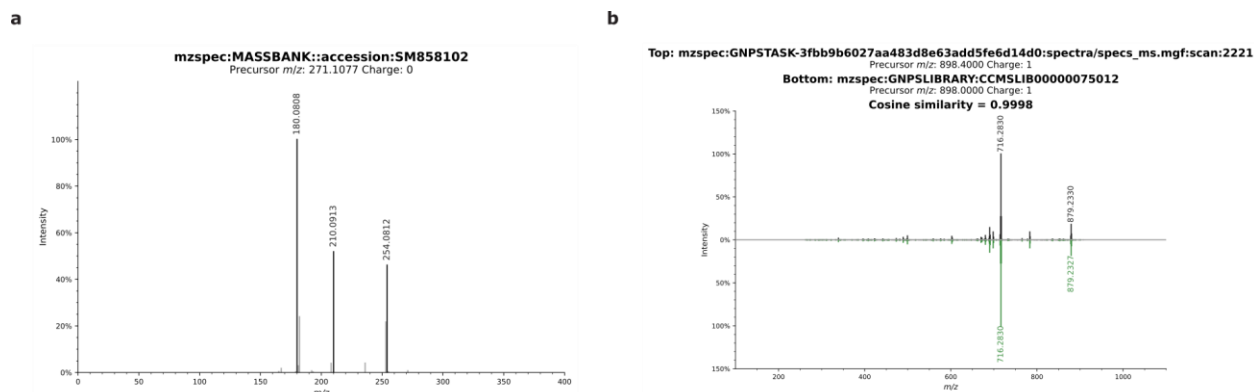 a
mzspec:MASSBANK::accession:SM858102
Precursor m/z: 271.1077 Charge: 0
100%
80%
60%
40%
20%
0%
Intensity
180.0808
210.0913
254.0812
0 50 100 150 200 250 300 350 400
m/z
b
Top: mzspec:GNPSTASK-3fbb9b6027aa483d8e63add5fe6d14d0:spectra/specs_ms.mgf:scan:2221
Precursor m/z: 898.4000 Charge: 1
Bottom: mzspec:GNPSLIBRARY:CCMSLIB00000075012
Precursor m/z: 898.0000 Charge: 1
Cosine similarity = 0.9998
150%
100%
50%
0%
50%
100%
150%
Intensity
716.2830
879.2330
879.2327
716.2830
200 400 600 800 1000
m/z